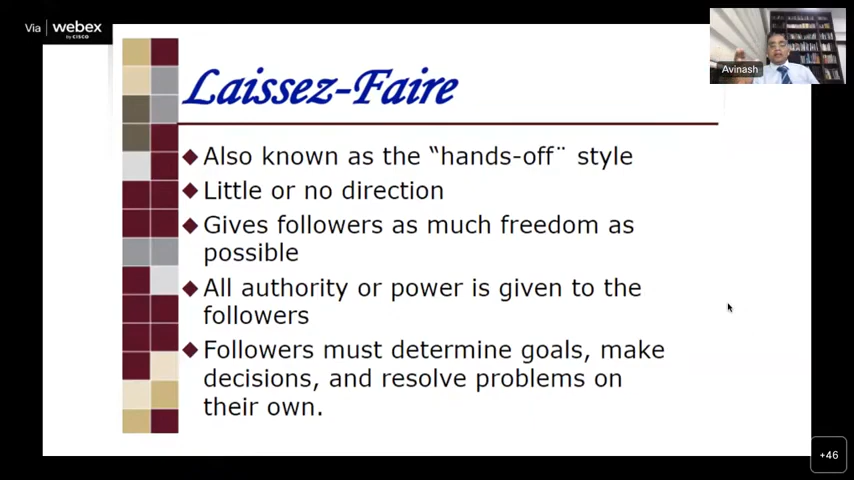 Via webex
by CISCO
Avinash
Laissez-Faire
Also known as the “hands-off¨ style
Little or no direction
Gives followers as much freedom as
possible
All authority or power is given to the
followers
Followers must determine goals, make
decisions, and resolve problems on
their own.
+46